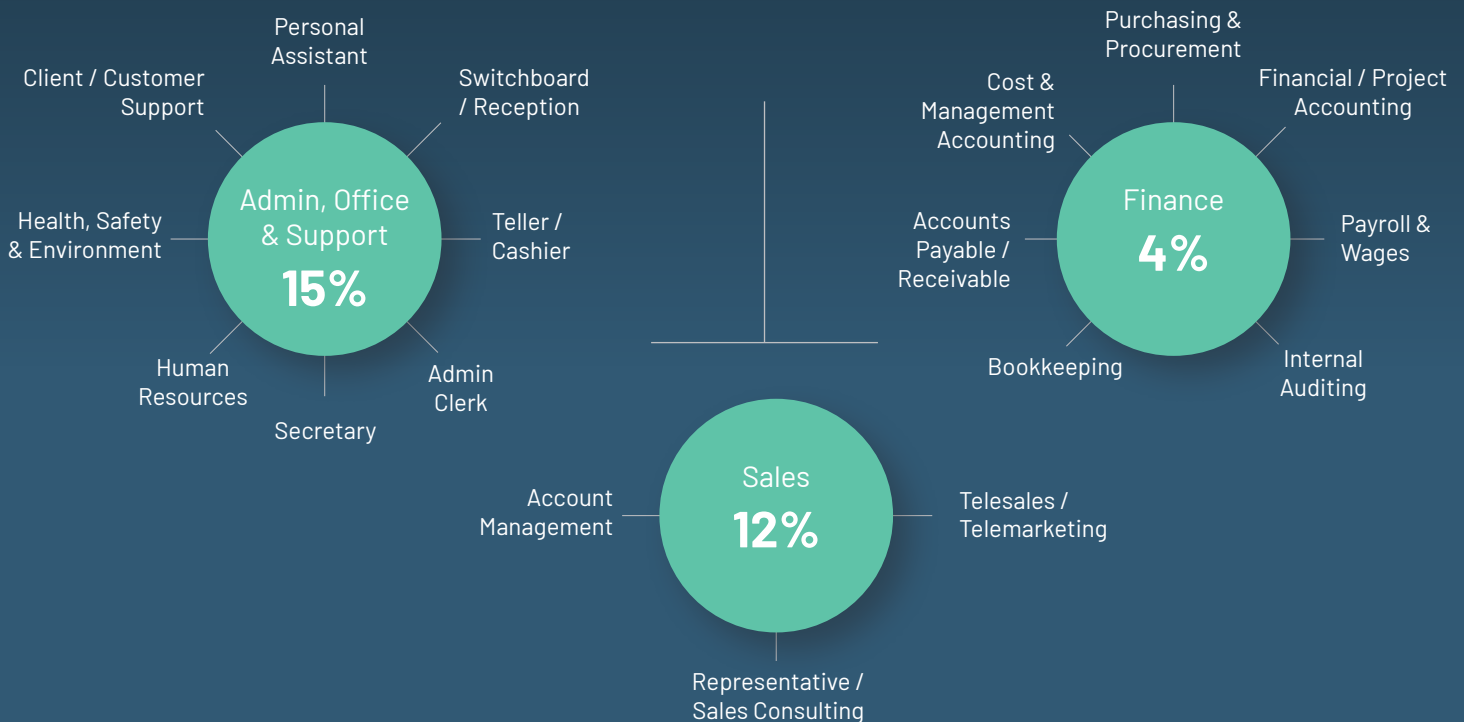 Personal
Assistant
Client / Customer
Support
Switchboard
/ Reception
Admin, Office
& Support
15%
Health, Safety
& Environment
Teller /
Cashier
Human
Resources
Admin
Clerk
Secretary
Purchasing &
Procurement
Cost &
Management
Accounting
Financial / Project
Accounting
Finance
4%
Accounts
Payable /
Receivable
Payroll &
Wages
Bookkeeping
Internal
Auditing
Sales
12%
Account
Management
Telesales /
Telemarketing
Representative /
Sales Consulting